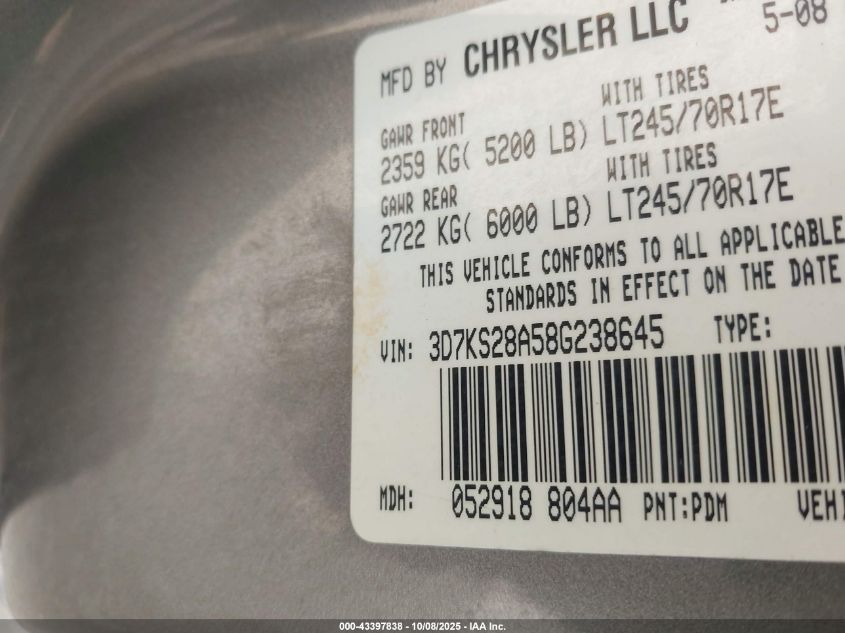 MFD BY CHRYSLER LLC
5-08
GAWR FRONT WITH TIRES
2359 KG( 5200 LB) LT245/70R17E
GAWR REAR WITH TIRES
2722 KG( 6000 LB) LT245/70R17E
THIS VEHICLE CONFORMS TO ALL APPLICABLE
STANDARDS IN EFFECT ON THE DATE
VIN: 3D7KS28A58G238645 TYPE:
MDH: 052918 804AA PNT:PDM VEHI
000-43397838 - 10/08/2025 - IAA Inc.